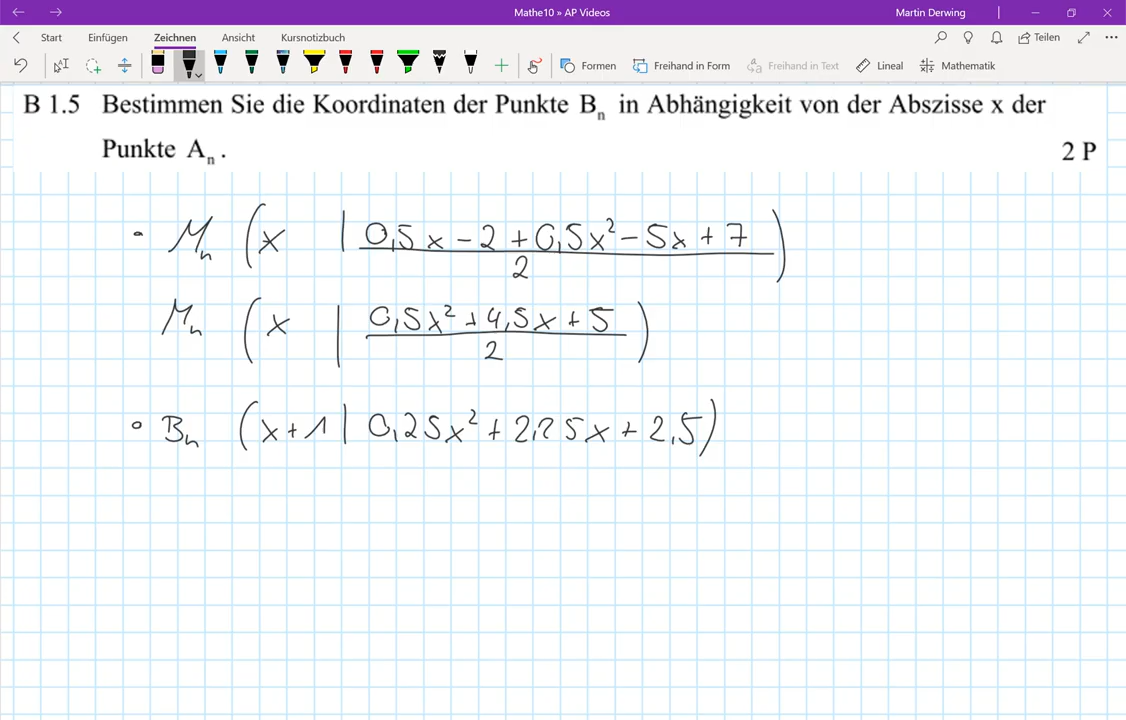 Mathe10 » AP Videos
Martin Derwing
Start Einfügen Zeichnen Ansicht Kursnotizbuch
Teilen
Formen Freihand in Form Freihand in Text Lineal Mathematik
B 1.5 Bestimmen Sie die Koordinaten der Punkte Bₙ in Abhängigkeit von der Abszisse x der
Punkte Aₙ . 2 P
• Mₙ (x | (0,5x - 2 + 0,5x² - 5x + 7)/2)
Mₙ (x | (0,5x² + 4,5x + 5)/2)
• Bₙ (x+1 | 0,25x² + 2,25x + 2,5)